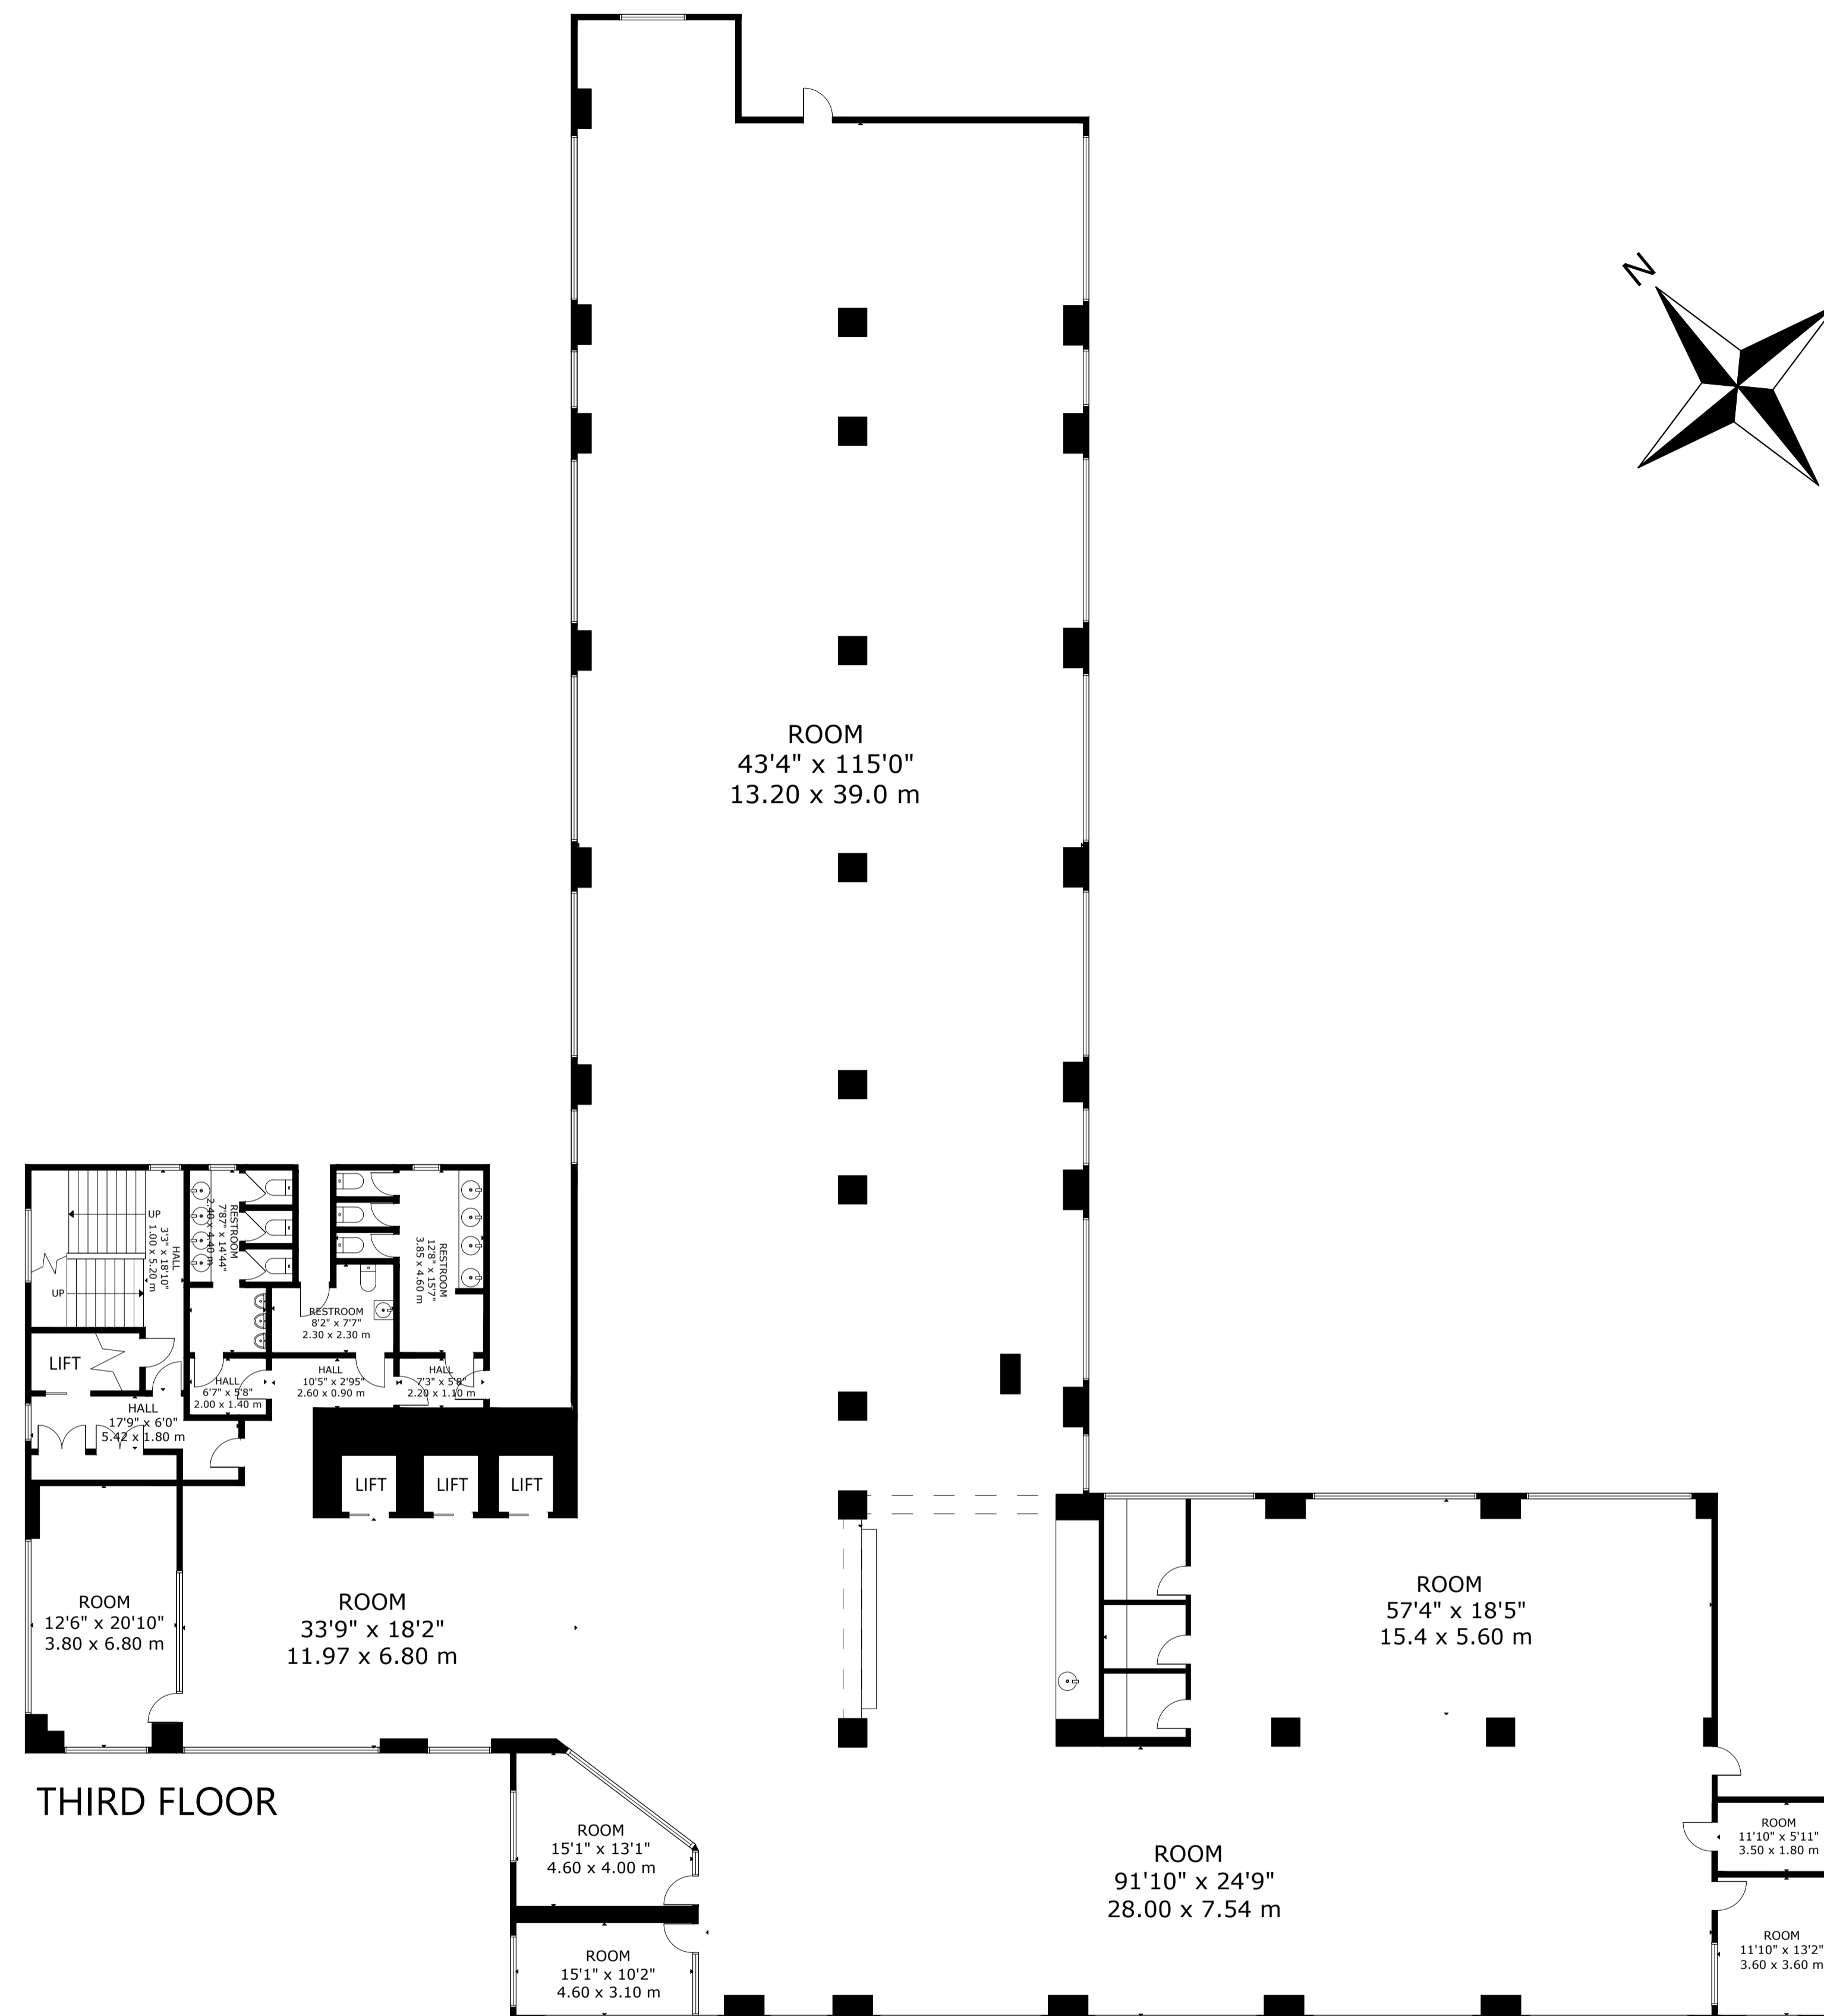 N
ROOM
43'4" x 115'0"
13.20 x 39.0 m
UP
UP
HALL
3'3" x 18'10"
1.00 x 5.20 m
RESTROOM
7'87" x 14'44"
2.40 x 4.40 m
RESTROOM
12'8" x 15'7"
3.85 x 4.60 m
RESTROOM
8'2" x 7'7"
2.30 x 2.30 m
LIFT
HALL
6'7" x 5'8"
2.00 x 1.40 m
HALL
10'5" x 2'95"
2.60 x 0.90 m
HALL
7'3" x 5'8"
2.20 x 1.10 m
HALL
17'9" x 6'0"
5.42 x 1.80 m
LIFT
LIFT
LIFT
ROOM
12'6" x 20'10"
3.80 x 6.80 m
ROOM
33'9" x 18'2"
11.97 x 6.80 m
ROOM
57'4" x 18'5"
15.4 x 5.60 m
THIRD FLOOR
ROOM
15'1" x 13'1"
4.60 x 4.00 m
ROOM
91'10" x 24'9"
28.00 x 7.54 m
ROOM
11'10" x 5'11"
3.50 x 1.80 m
ROOM
15'1" x 10'2"
4.60 x 3.10 m
ROOM
11'10" x 13'2"
3.60 x 3.60 m